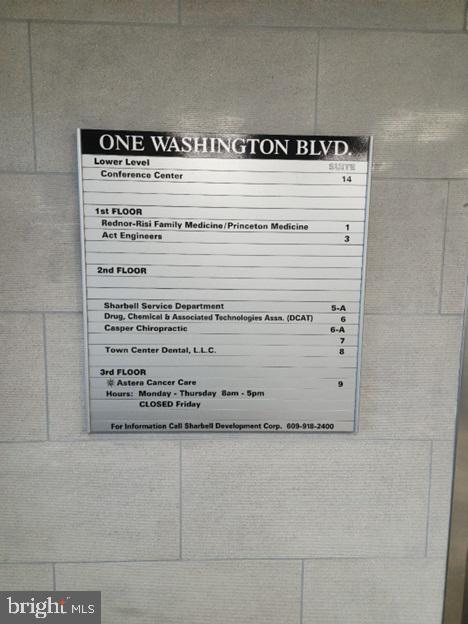 ONE WASHINGTON BLVD.
Lower Level SUITE
Conference Center 14
1st FLOOR
Rednor-Risi Family Medicine/Princeton Medicine 1
Act Engineers 3
2nd FLOOR
Sharbell Service Department 5-A
Drug, Chemical & Associated Technologies Assn. (DCAT) 6
Casper Chiropractic 6-A
7
Town Center Dental, L.L.C. 8
3rd FLOOR
Astera Cancer Care 9
Hours: Monday - Thursday 8am - 5pm
CLOSED Friday
For Information Call Sharbell Development Corp. 609-918-2400
bright MLS